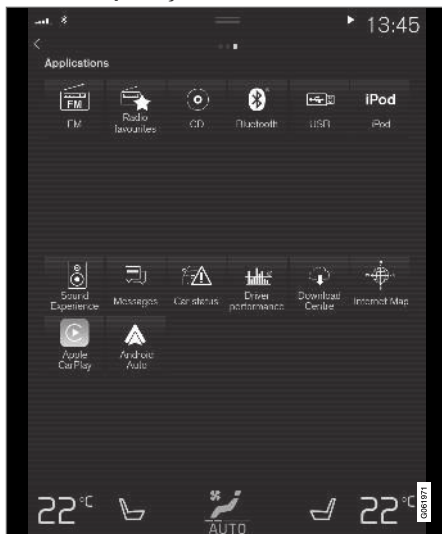 13:45
Applications
FM
iPod
FM
Radio
favourites
CD
Bluetooth
USB
iPod
Sound
Experience
Messages
Car status
Driver
performance
Download
Centre
Internet Map
Apple
CarPlay
Android
Auto
22°C
22°C
AUTO
G061971